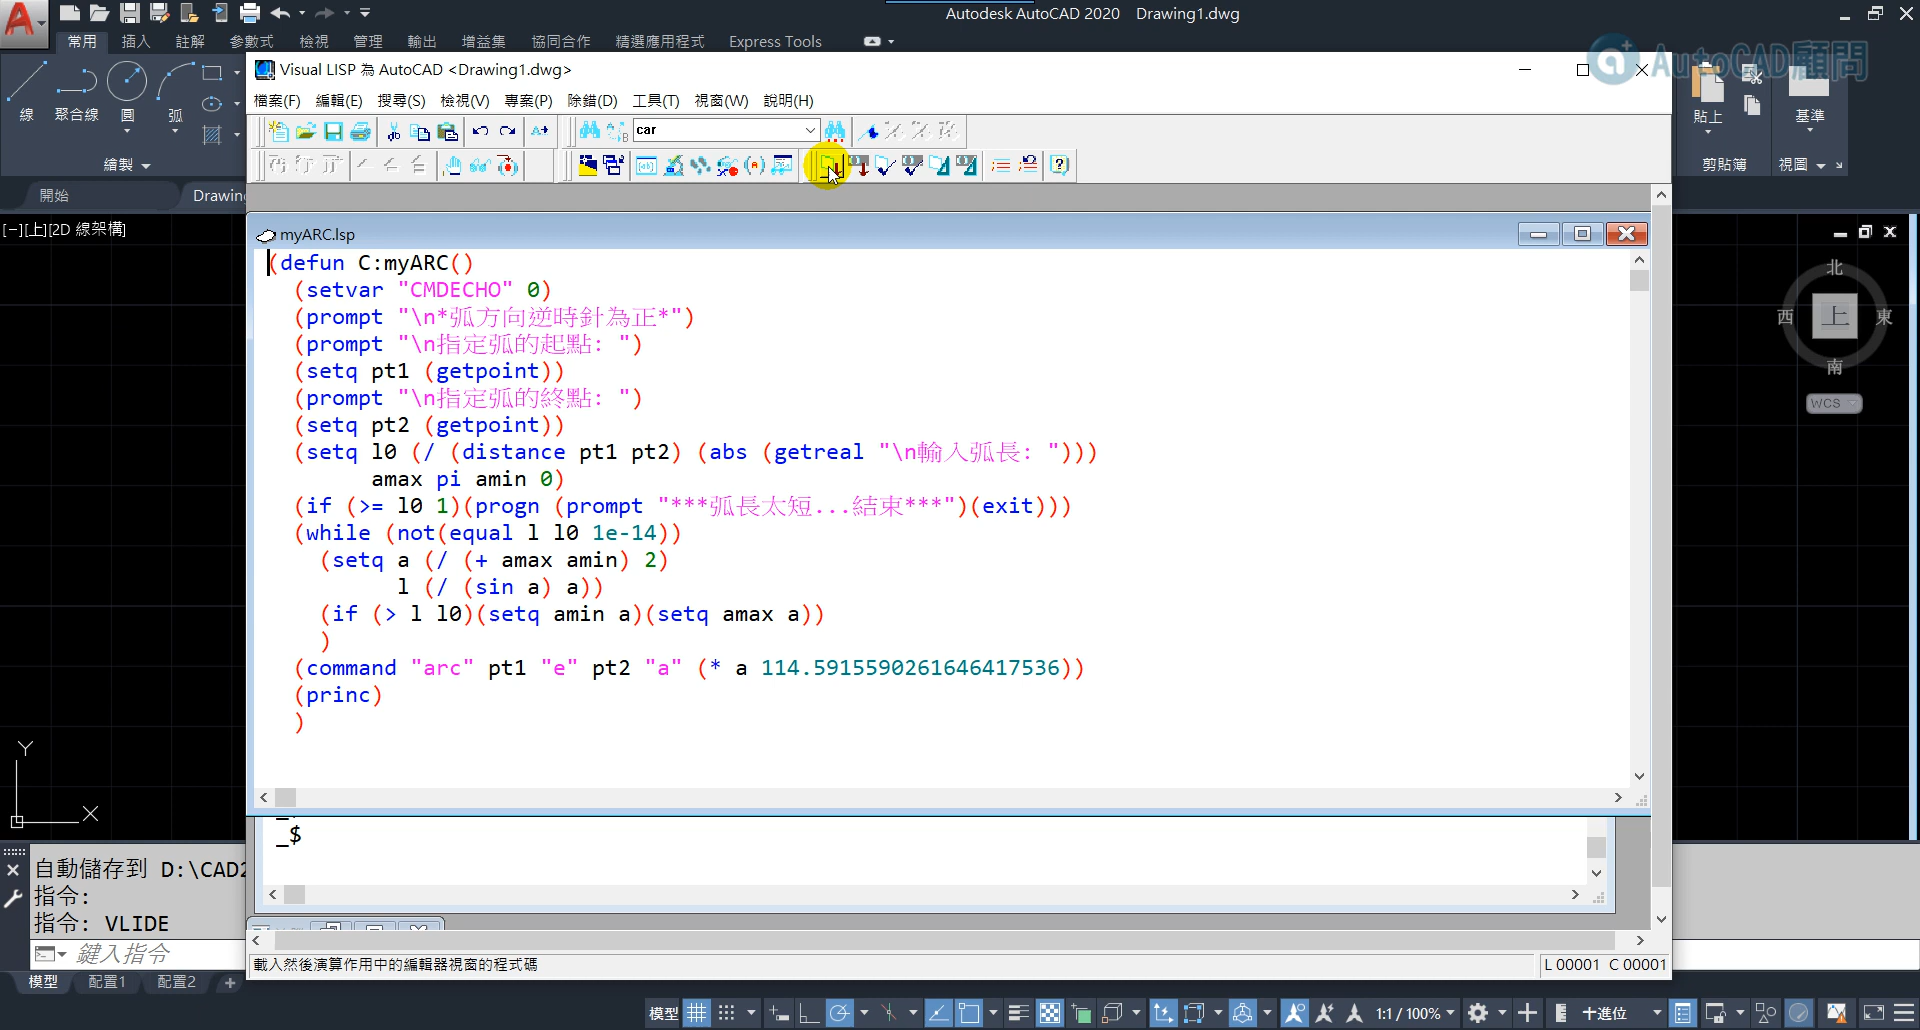 Autodesk AutoCAD 2020 Drawing1.dwg
常用 插入 註解 參數式 檢視 管理 輸出 增益集 協同合作 精選應用程式 Express Tools
AutoCAD顧問
線 聚合線 圓 弧
繪製
貼上
基準
剪貼簿 視圖
開始 Drawin
Visual LISP 為 AutoCAD <Drawing1.dwg>
檔案(F) 編輯(E) 搜尋(S) 檢視(V) 專案(P) 除錯(D) 工具(T) 視窗(W) 說明(H)
car
[−][上][2D 線架構]
myARC.lsp
(defun C:myARC()
(setvar "CMDECHO" 0)
(prompt "\n*弧方向逆時針為正*")
(prompt "\n指定弧的起點: ")
(setq pt1 (getpoint))
(prompt "\n指定弧的終點: ")
(setq pt2 (getpoint))
(setq l0 (/ (distance pt1 pt2) (abs (getreal "\n輸入弧長: ")))
amax pi amin 0)
(if (>= l0 1)(progn (prompt "***弧長太短...結束***")(exit)))
(while (not(equal l l0 1e-14))
(setq a (/ (+ amax amin) 2)
l (/ (sin a) a))
(if (> l l0)(setq amin a)(setq amax a))
)
(command "arc" pt1 "e" pt2 "a" (* a 114.5915590261646417536))
(princ)
)
北
西 上 東
南
WCS
Y
X
_$
自動儲存到 D:\CAD2
指令:
指令: VLIDE
鍵入指令
載入然後演算作用中的編輯器視窗的程式碼
L 00001 C 00001
模型 配置1 配置2 +
模型 1:1 / 100% 十進位